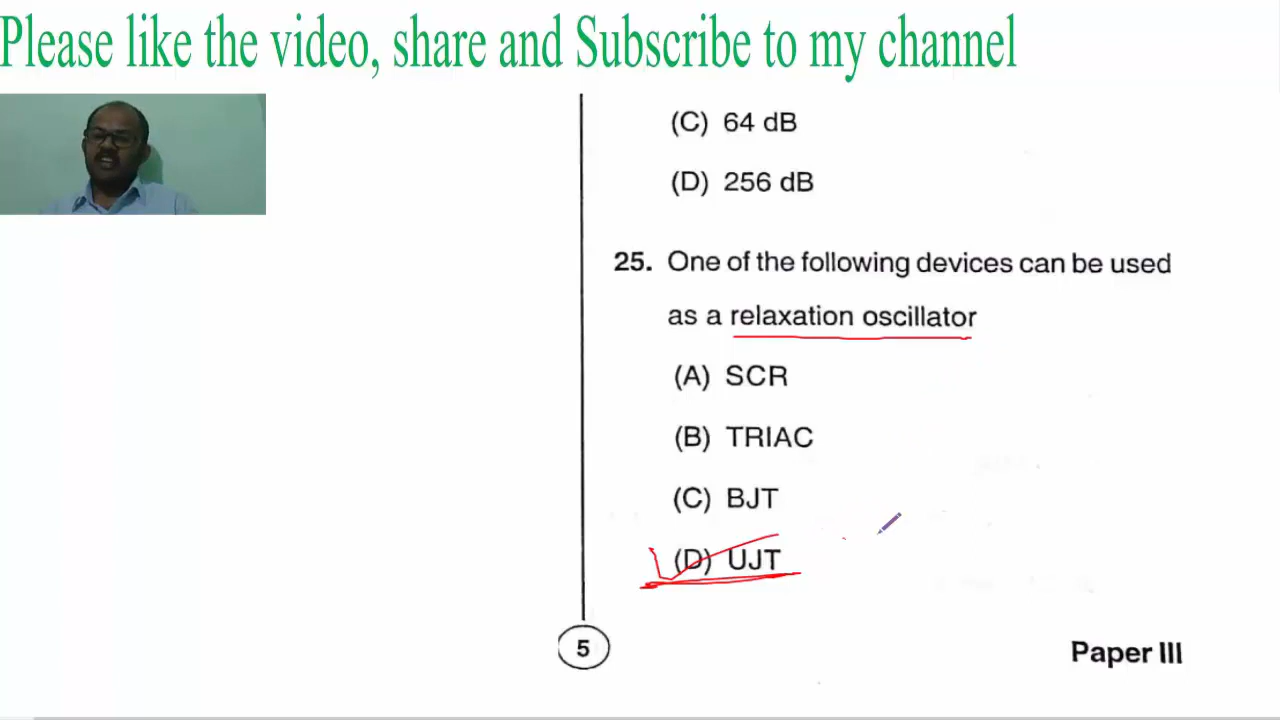 Please like the video, share and Subscribe to my channel
(C) 64 dB
(D) 256 dB
25. One of the following devices can be used
as a relaxation oscillator
(A) SCR
(B) TRIAC
(C) BJT
(D) UJT
5
Paper III